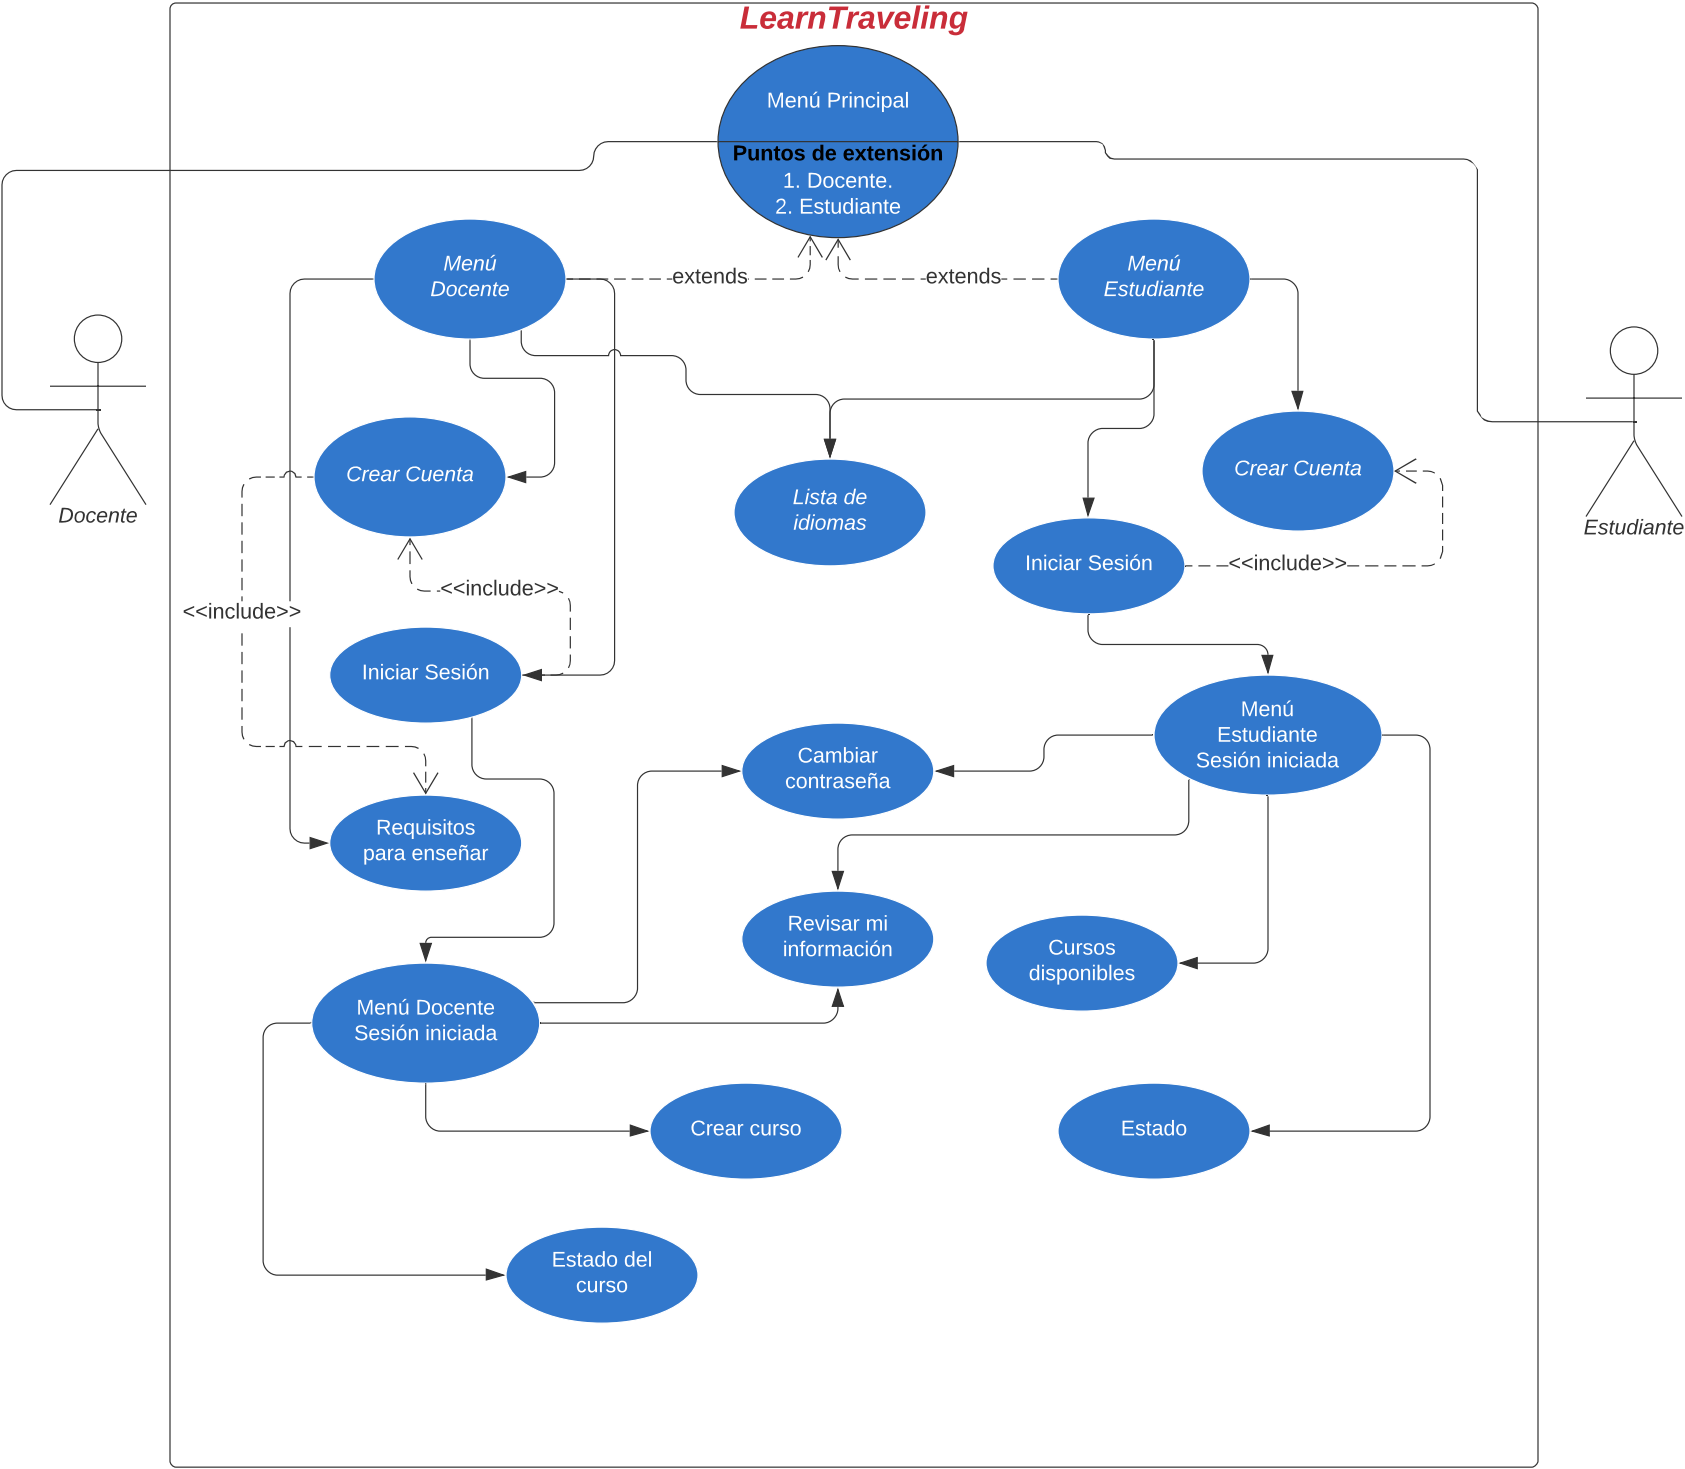 LearnTraveling
Menú Principal
Puntos de extensión
1. Docente.
2. Estudiante
Menú
Docente
extends
extends
Menú
Estudiante
Crear Cuenta
Lista de
idiomas
Crear Cuenta
Docente
Estudiante
Iniciar Sesión
<<include>>
<<include>>
<<include>>
Iniciar Sesión
Menú
Estudiante
Sesión iniciada
Cambiar
contraseña
Requisitos
para enseñar
Revisar mi
información
Cursos
disponibles
Menú Docente
Sesión iniciada
Crear curso
Estado
Estado del
curso